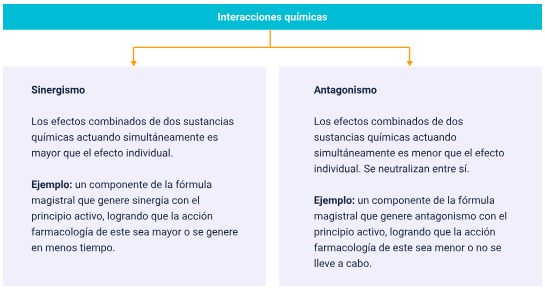 Interacciones químicas
Sinergismo
Los efectos combinados de dos sustancias
químicas actuando simultáneamente es
mayor que el efecto individual.
Ejemplo: un componente de la fórmula
magistral que genere sinergia con el
principio activo, logrando que la acción
farmacología de este sea mayor o se genere
en menos tiempo.
Antagonismo
Los efectos combinados de dos
sustancias químicas actuando
simultáneamente es menor que el efecto
individual. Se neutralizan entre sí.
Ejemplo: un componente de la fórmula
magistral que genere antagonismo con el
principio activo, logrando que la acción
farmacología de este sea menor o no se
lleve a cabo.